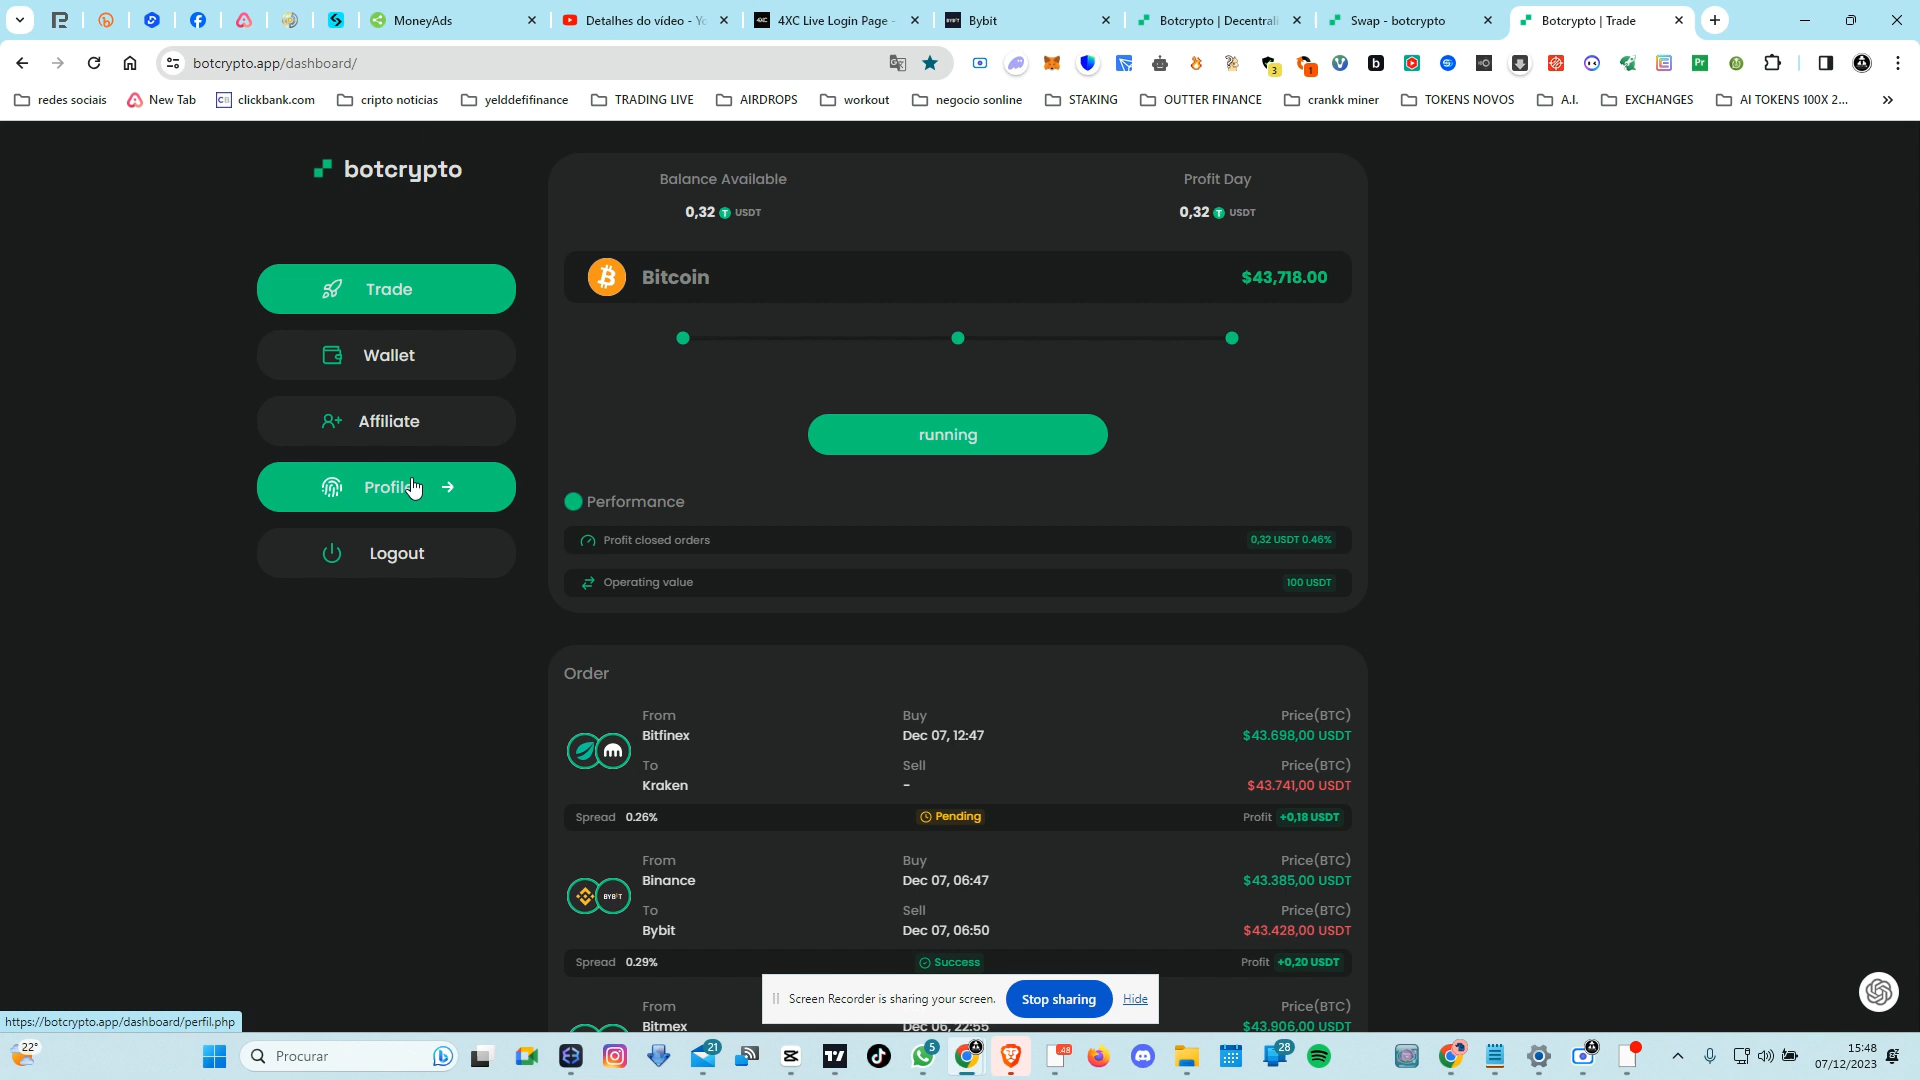 MoneyAds
Detalhes do vídeo - Yo
4XC Live Login Page -
Bybit
Botcrypto | Decentrali
Swap - botcrypto
Botcrypto | Trade
botcrypto.app/dashboard/
redes sociais
New Tab
clickbank.com
cripto noticias
yelddefifinance
TRADING LIVE
AIRDROPS
workout
negocio sonline
STAKING
OUTTER FINANCE
crankk miner
TOKENS NOVOS
A.I.
EXCHANGES
AI TOKENS 100X 2...
botcrypto
Trade
Wallet
Affiliate
Profile
Logout
Balance Available
0,32 USDT
Profit Day
0,32 USDT
Bitcoin
$43,718.00
running
Performance
Profit closed orders
0,32 USDT 0.46%
Operating value
100 USDT
Order
From
Buy
Price(BTC)
Bitfinex
Dec 07, 12:47
$43.698,00 USDT
To
Sell
Price(BTC)
Kraken
-
$43.741,00 USDT
Spread 0.26%
Pending
Profit +0,18 USDT
From
Buy
Price(BTC)
Binance
Dec 07, 06:47
$43.385,00 USDT
BYBIT
To
Sell
Price(BTC)
Bybit
Dec 07, 06:50
$43.428,00 USDT
Spread 0.29%
Success
Profit +0,20 USDT
From
Price(BTC)
Bitmex
Dec 06, 22:55
$43.906,00 USDT
Screen Recorder is sharing your screen.
Stop sharing
Hide
https://botcrypto.app/dashboard/perfil.php
22°
Procurar
21
5
48
28
15:48
07/12/2023